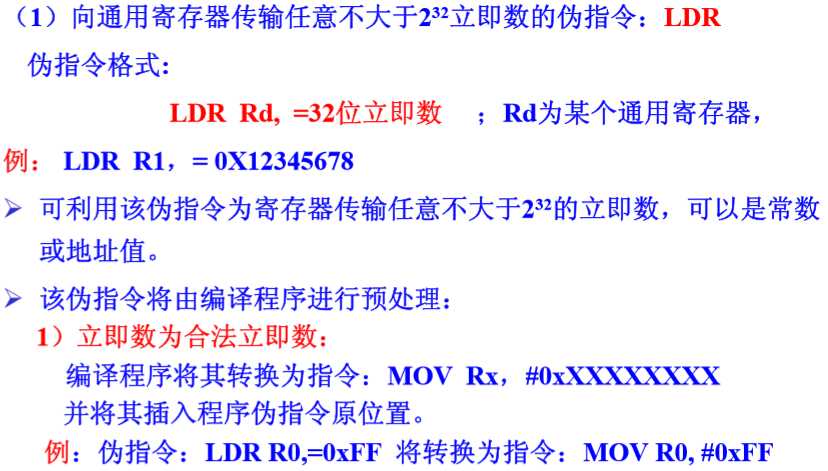 （1）向通用寄存器传输任意不大于2³²立即数的伪指令：LDR
伪指令格式：
LDR Rd, =32位立即数 ；Rd为某个通用寄存器，
例： LDR R1，= 0X12345678
➢ 可利用该伪指令为寄存器传输任意不大于2³²的立即数，可以是常数
或地址值。
➢ 该伪指令将由编译程序进行预处理：
1）立即数为合法立即数：
编译程序将其转换为指令：MOV Rx，#0xXXXXXXXX
并将其插入程序伪指令原位置。
例：伪指令：LDR R0,=0xFF 将转换为指令：MOV R0, #0xFF